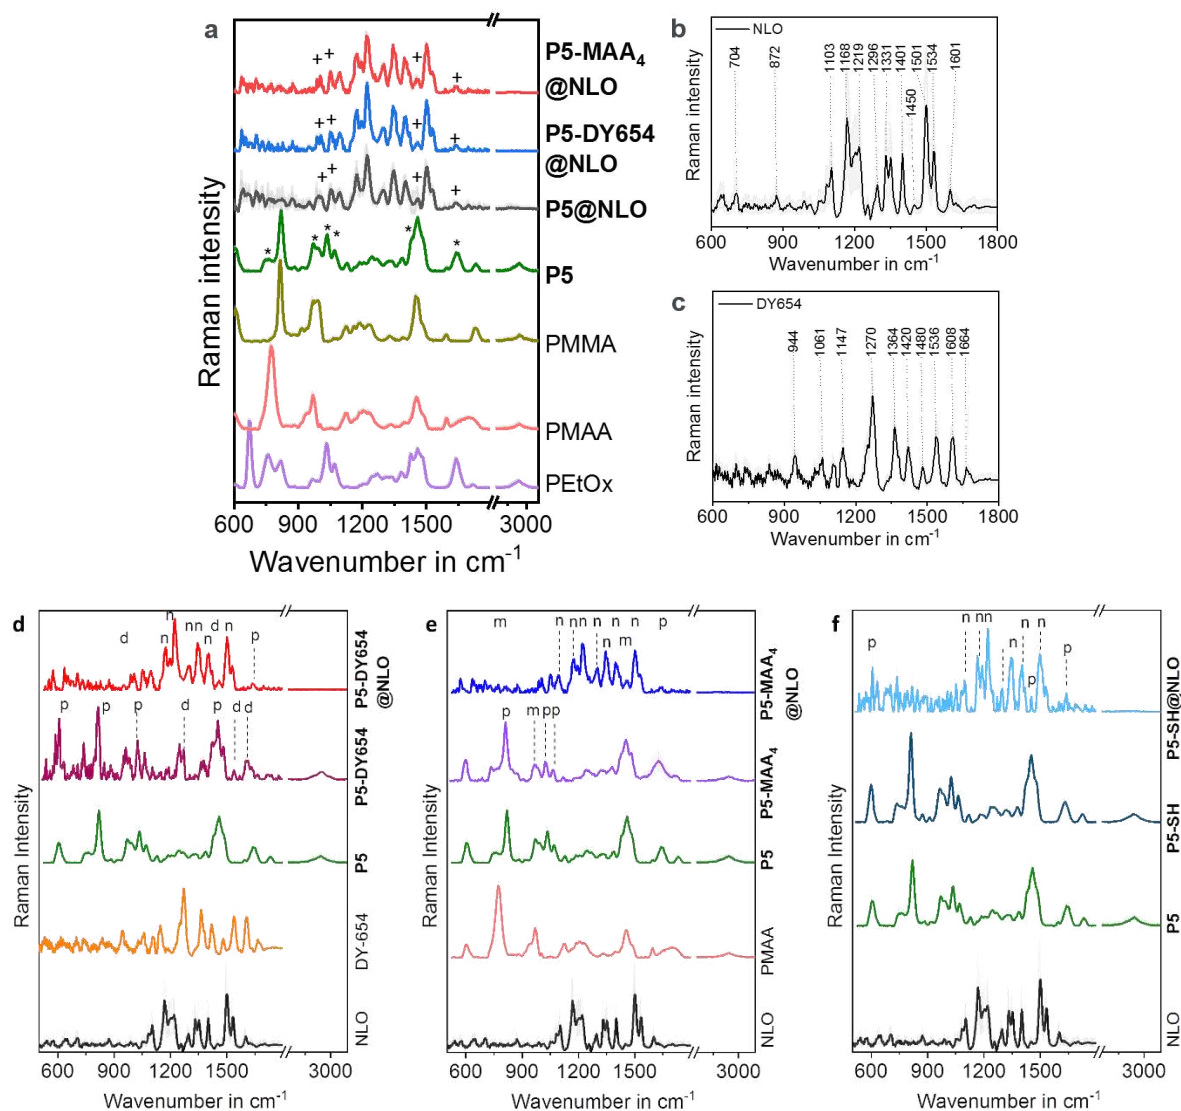 a
Raman intensity
P5-MAA4
@NLO
P5-DY654
@NLO
P5@NLO
P5
PMMA
PMAA
PEtOx
+ + + +
+ + + +
+ + + +
* * * * * *
600 900 1200 1500 3000
Wavenumber in cm-1
b
NLO
Raman intensity
704 872 1103 1168 1219 1296 1331 1401 1450 1501 1534 1601
600 900 1200 1500 1800
Wavenumber in cm-1
c
DY654
Raman intensity
944 1061 1147 1270 1364 1420 1480 1536 1608 1664
600 900 1200 1500 1800
Wavenumber in cm-1
d
Raman Intensity
d n n n n n d n p
p p p d p d d
P5-DY654
@NLO
P5-DY654
P5
DY-654
NLO
600 900 1200 1500 3000
Wavenumber in cm-1
e
Raman Intensity
m n n n n n n m n p
p m p p
P5-MAA4
@NLO
P5-MAA4
P5
PMAA
NLO
600 900 1200 1500 3000
Wavenumber in cm-1
f
Raman Intensity
p n n n n n p n p
P5-SH@NLO
P5-SH
P5
NLO
600 900 1200 1500 3000
Wavenumber in cm-1